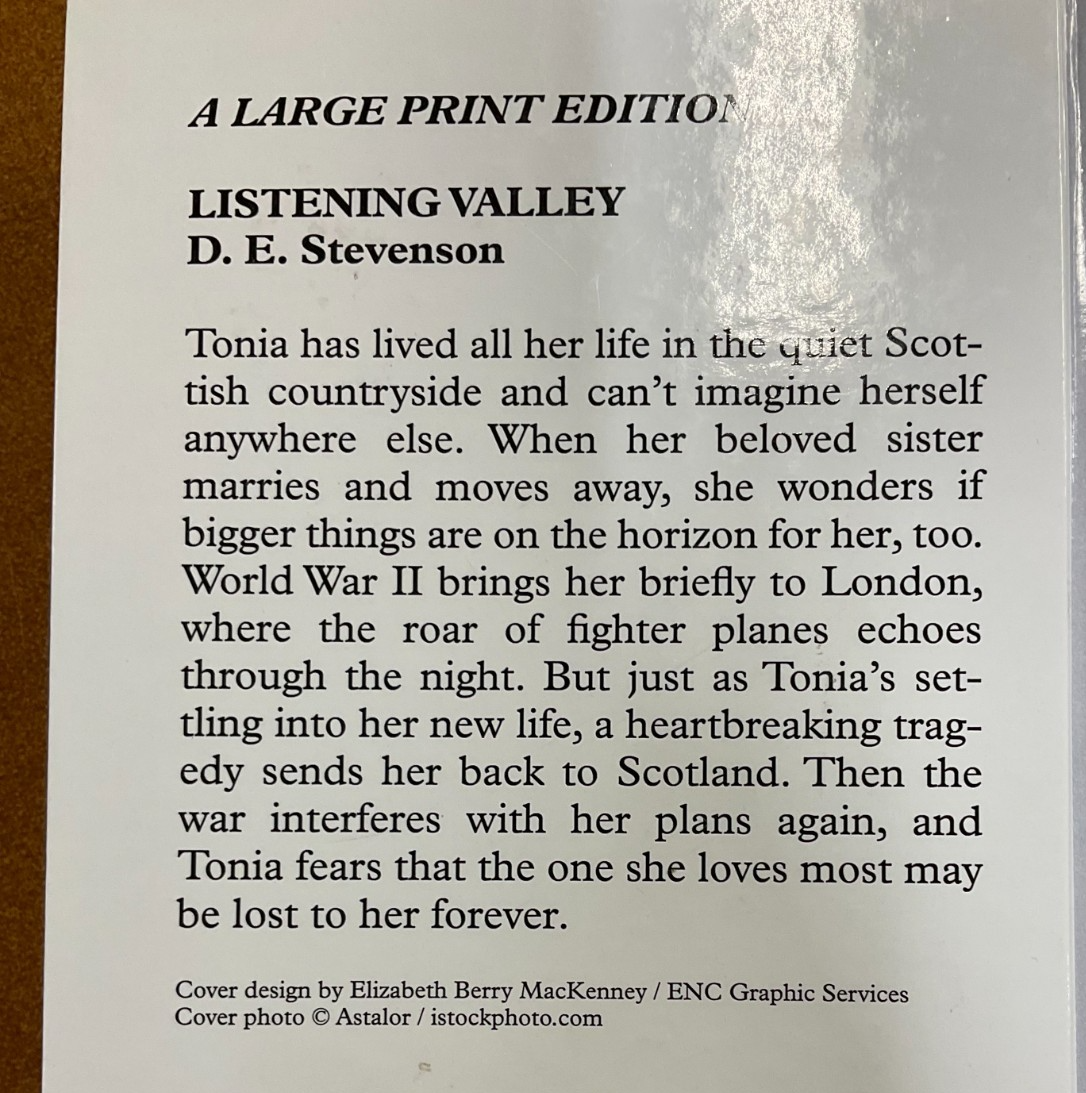 A LARGE PRINT EDITION
LISTENING VALLEY
D. E. Stevenson
Tonia has lived all her life in the quiet Scot-
tish countryside and can't imagine herself
anywhere else. When her beloved sister
marries and moves away, she wonders if
bigger things are on the horizon for her, too.
World War II brings her briefly to London,
where the roar of fighter planes echoes
through the night. But just as Tonia's set-
tling into her new life, a heartbreaking trag-
edy sends her back to Scotland. Then the
war interferes with her plans again, and
Tonia fears that the one she loves most may
be lost to her forever.
Cover design by Elizabeth Berry MacKenney / ENC Graphic Services
Cover photo © Astalor / istockphoto.com